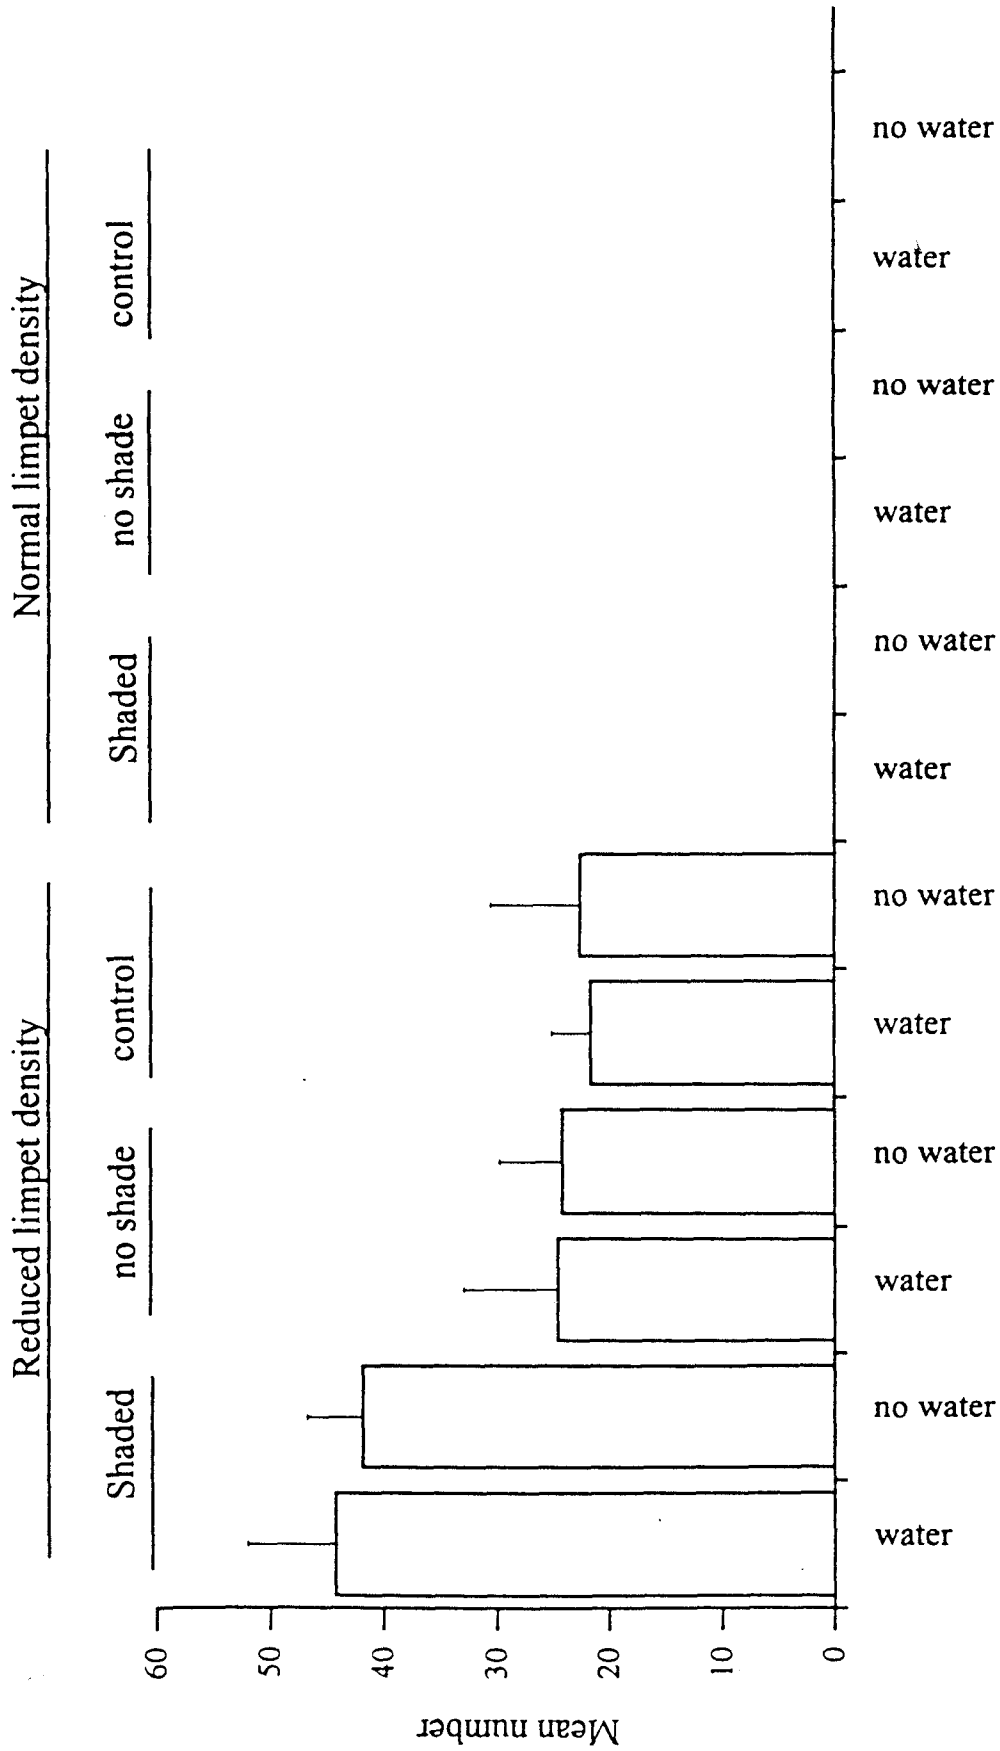 Reduced limpet density
Normal limpet density
Shaded
no shade
control
Shaded
no shade
control
60
50
40
30
20
10
0
Mean number
water
no water
water
no water
water
no water
water
no water
water
no water
water
no water